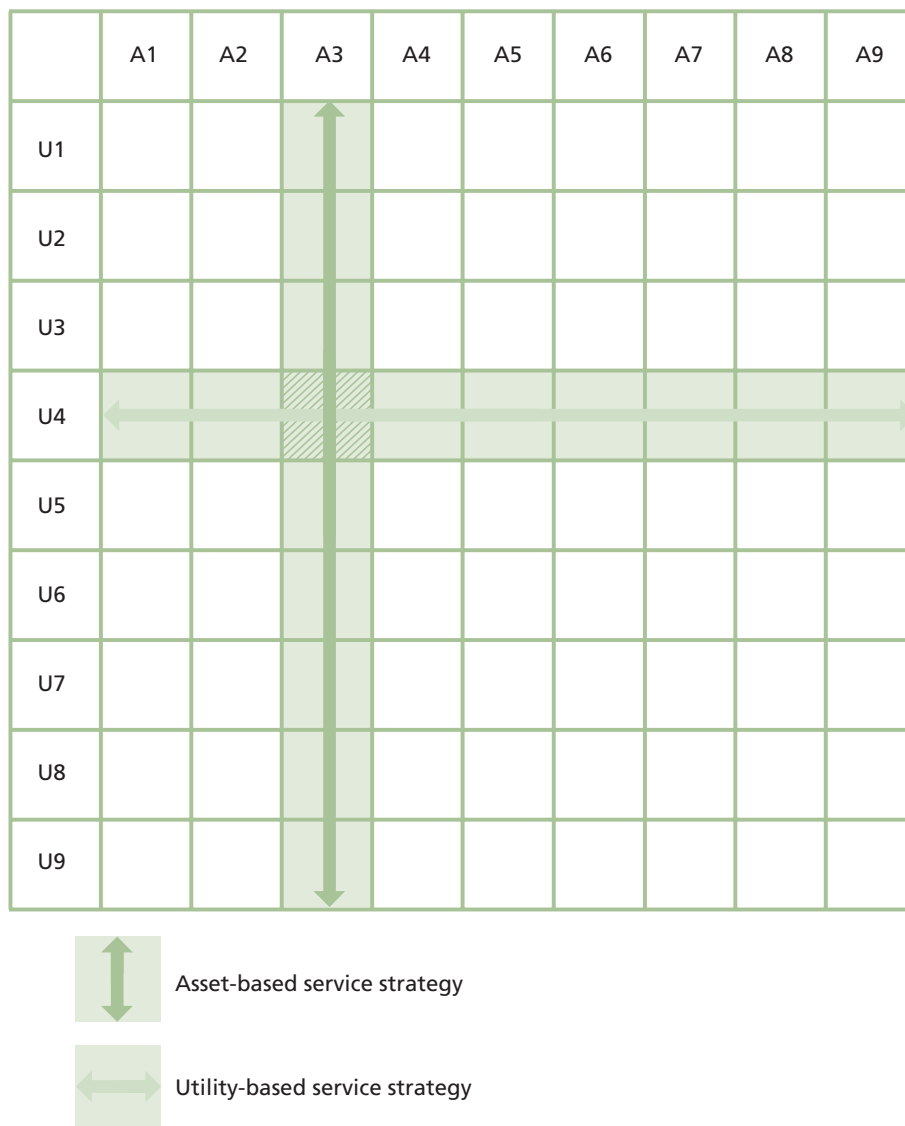 A1 A2 A3 A4 A5 A6 A7 A8 A9
U1
U2
U3
U4
U5
U6
U7
U8
U9
Asset-based service strategy
Utility-based service strategy